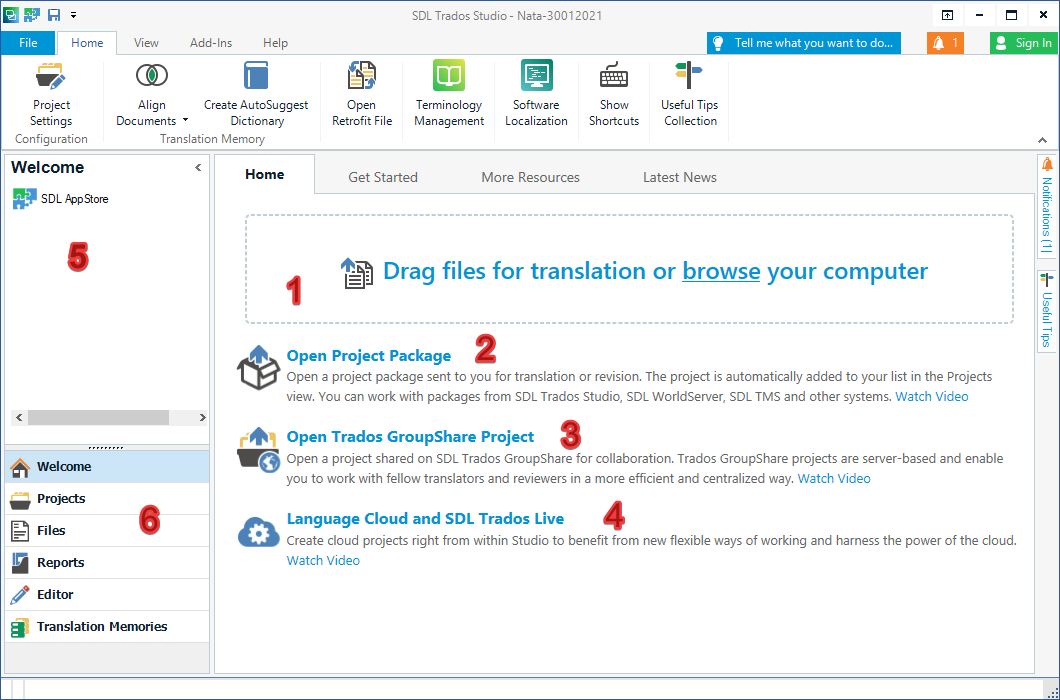 SDL Trados Studio - Nata-30012021
File Home View Add-Ins Help Tell me what you want to do... 1 Sign In
Project Settings
Align Documents
Create AutoSuggest Dictionary
Open Retrofit File
Terminology Management
Software Localization
Show Shortcuts
Useful Tips Collection
Configuration Translation Memory
Welcome
SDL AppStore
5
Welcome
Projects
6
Files
Reports
Editor
Translation Memories
Home Get Started More Resources Latest News
1 Drag files for translation or browse your computer
Open Project Package 2
Open a project package sent to you for translation or revision. The project is automatically added to your list in the Projects
view. You can work with packages from SDL Trados Studio, SDL WorldServer, SDL TMS and other systems. Watch Video
Open Trados GroupShare Project 3
Open a project shared on SDL Trados GroupShare for collaboration. Trados GroupShare projects are server-based and enable
you to work with fellow translators and reviewers in a more efficient and centralized way. Watch Video
Language Cloud and SDL Trados Live 4
Create cloud projects right from within Studio to benefit from new flexible ways of working and harness the power of the cloud.
Watch Video
Notifications (1)
Useful Tips